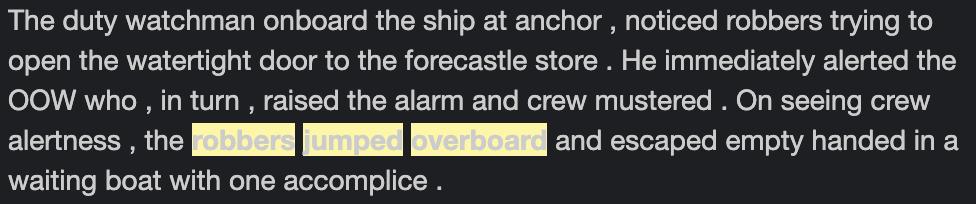 The duty watchman onboard the ship at anchor , noticed robbers trying to
open the watertight door to the forecastle store . He immediately alerted the
OOW who , in turn , raised the alarm and crew mustered . On seeing crew
alertness , the robbers jumped overboard and escaped empty handed in a
waiting boat with one accomplice .